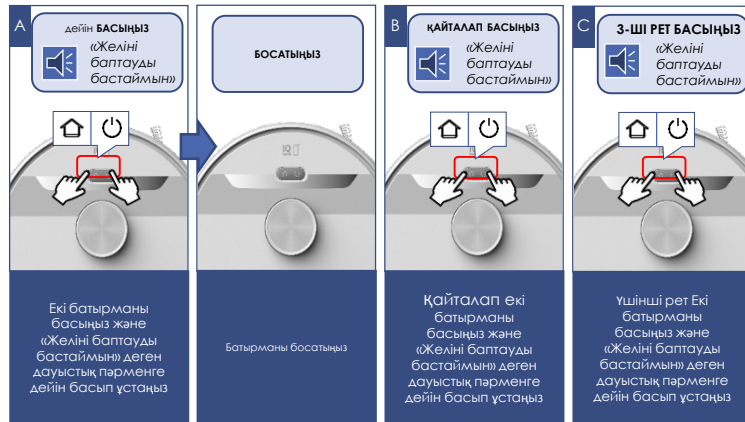 A
дейін БАСЫҢЫЗ
«Желіні
баптауды
бастаймын»
Екі батырманы
басыңыз және
«Желіні баптауды
бастаймын» деген
дауыстық пәрменге
дейін басып ұстаңыз
БОСАТЫҢЫЗ
Батырманы босатыңыз
B
ҚАЙТАЛАП БАСЫҢЫЗ
«Желіні
баптауды
бастаймын»
Қайталап екі
батырманы
басыңыз және
«Желіні баптауды
бастаймын» деген
дауыстық пәрменге
дейін басып ұстаңыз
C
3-ШІ РЕТ БАСЫҢЫЗ
«Желіні
баптауды
бастаймын»
Үшінші рет Екі
батырманы
басыңыз және
«Желіні баптауды
бастаймын» деген
дауыстық пәрменге
дейін басып ұстаңыз